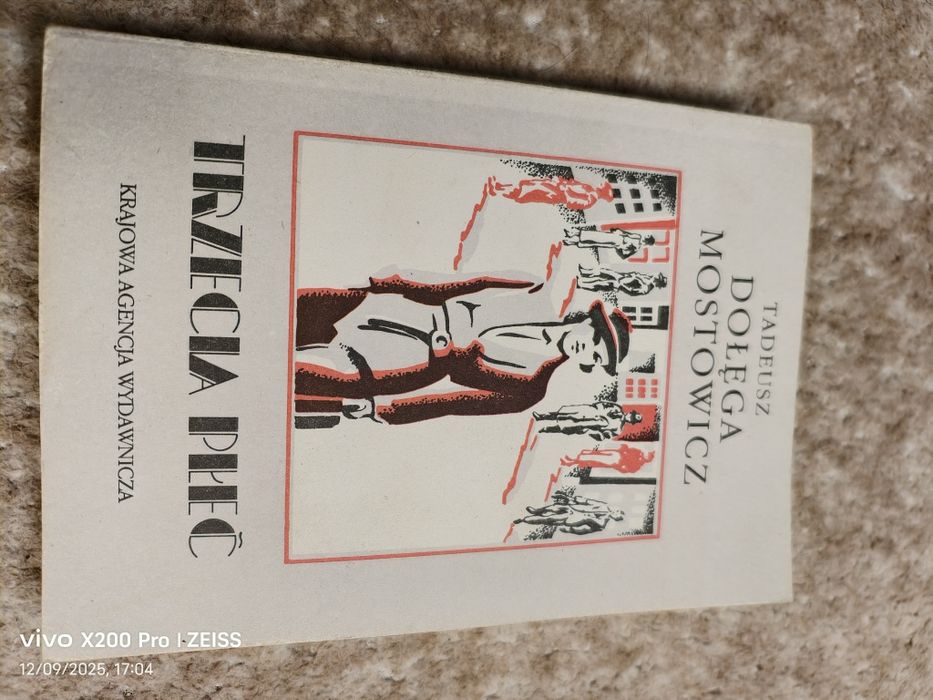 TADEUSZ
DOŁĘGA
MOSTOWICZ
TRZECIA PŁEĆ
KRAJOWA AGENCJA WYDAWNICZA
vivo X200 Pro | ZEISS
12/09/2025, 17:04